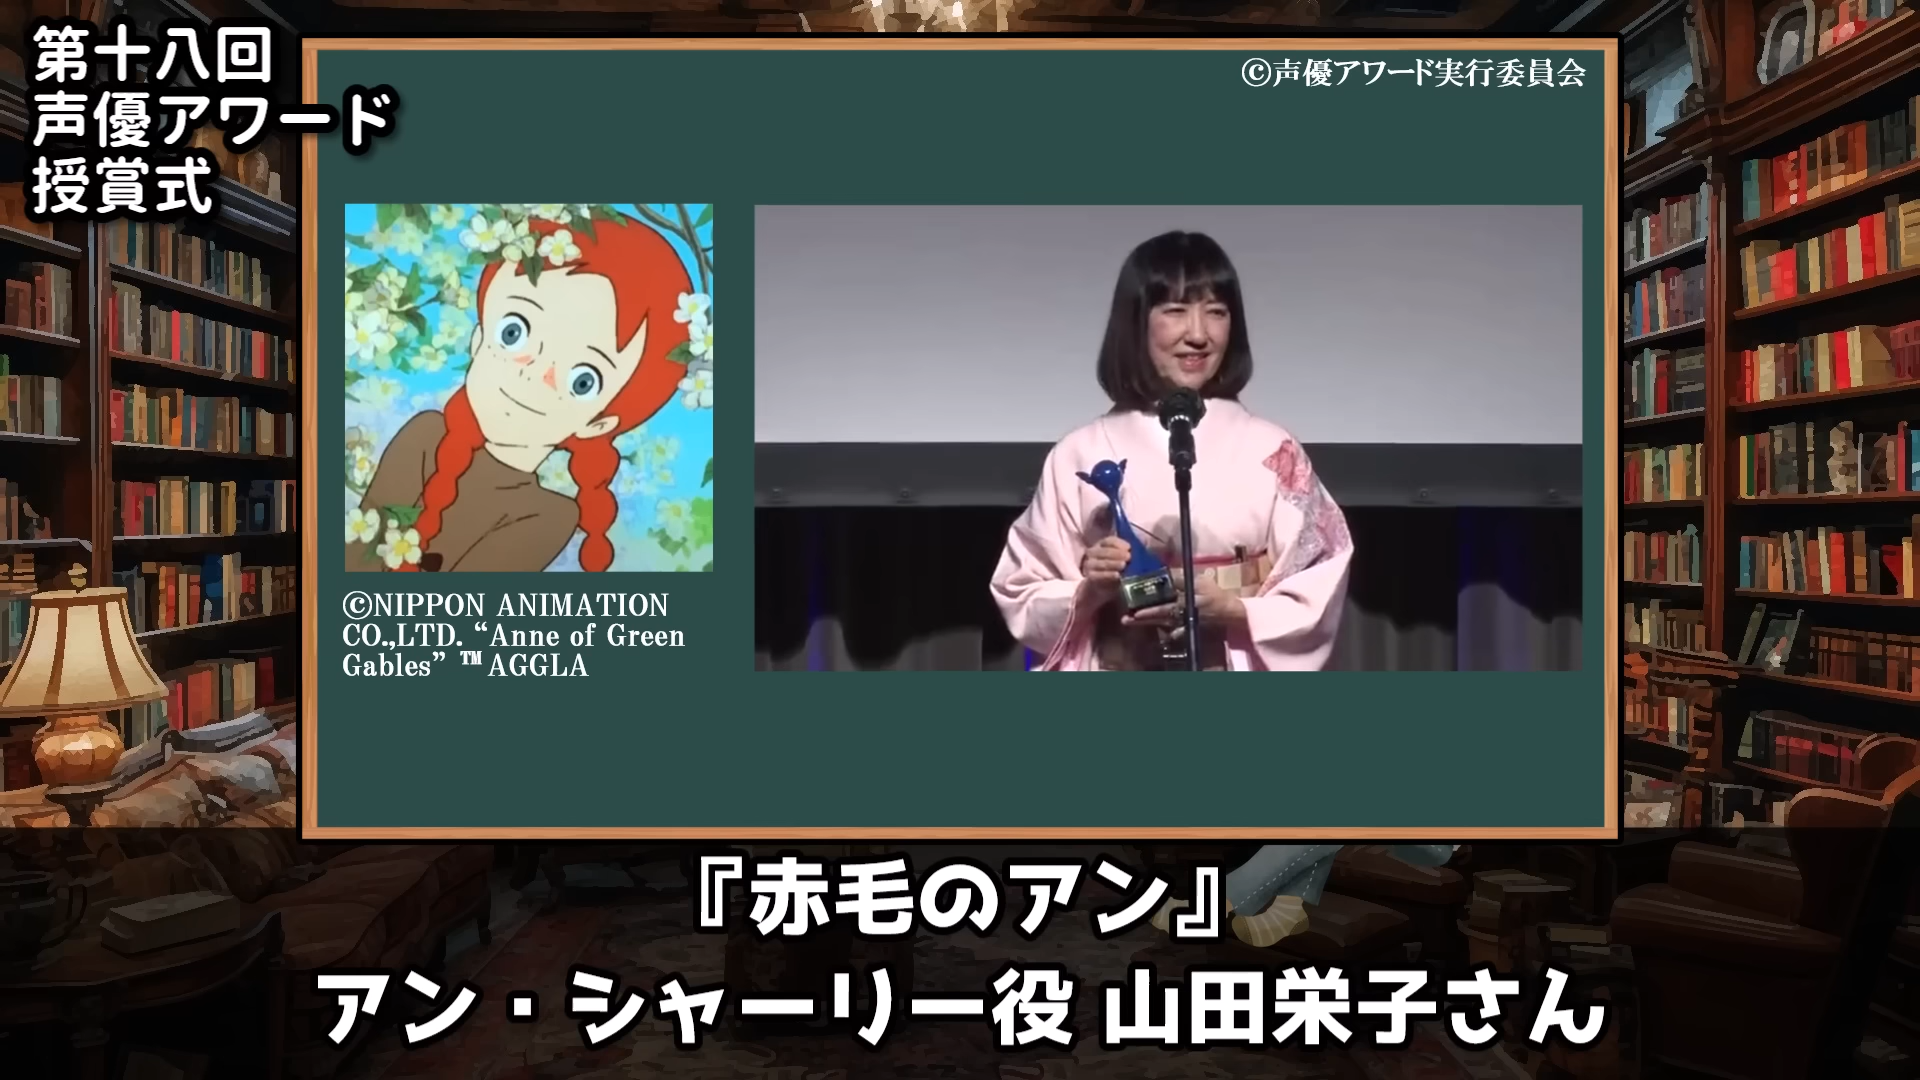 第十八回
声優アワード
授賞式
©声優アワード実行委員会
©NIPPON ANIMATION
CO.,LTD. “Anne of Green
Gables” ™AGGLA
『赤毛のアン』
アン・シャーリー役 山田栄子さん